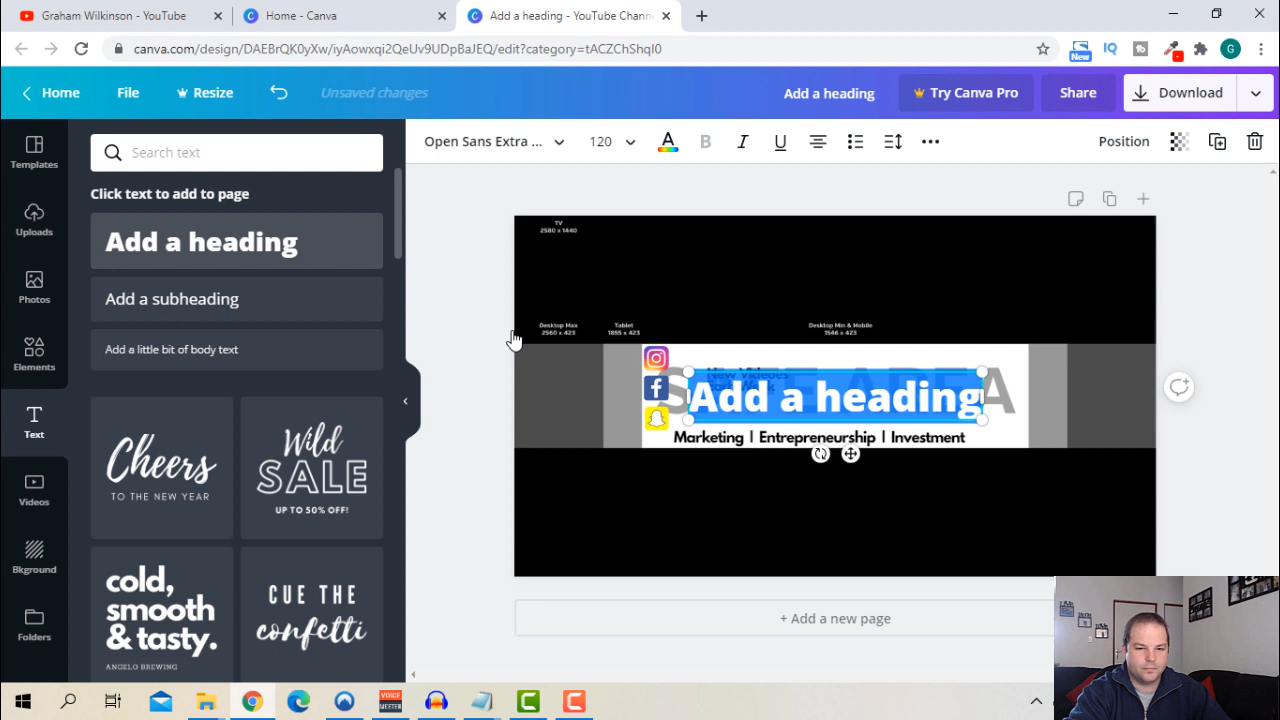 Graham Wilkinson - YouTube
Home - Canva
Add a heading - YouTube Chann
canva.com/design/DAEBrQK0yXw/iyAowxqi2QeUv9UDpBaJEQ/edit?category=tACZChShqI0
New
IQ
G
Home
File
Resize
Unsaved changes
Add a heading
Try Canva Pro
Share
Download
Templates
Uploads
Photos
Elements
Text
Videos
Bkground
Folders
Search text
Click text to add to page
Add a heading
Add a subheading
Add a little bit of body text
Cheers
TO THE NEW YEAR
Wild
SALE
UP TO 50% OFF!
cold,
smooth
& tasty.
ANGELO BREWING
CUE THE
confetti
Open Sans Extra ...
120
A
B
I
U
Position
TV
2580 x 1440
Desktop Max
2560 x 423
Tablet
1855 x 423
Desktop Min & Mobile
1546 x 423
Add a heading
Marketing | Entrepreneurship | Investment
+ Add a new page
VOICE
MEETER